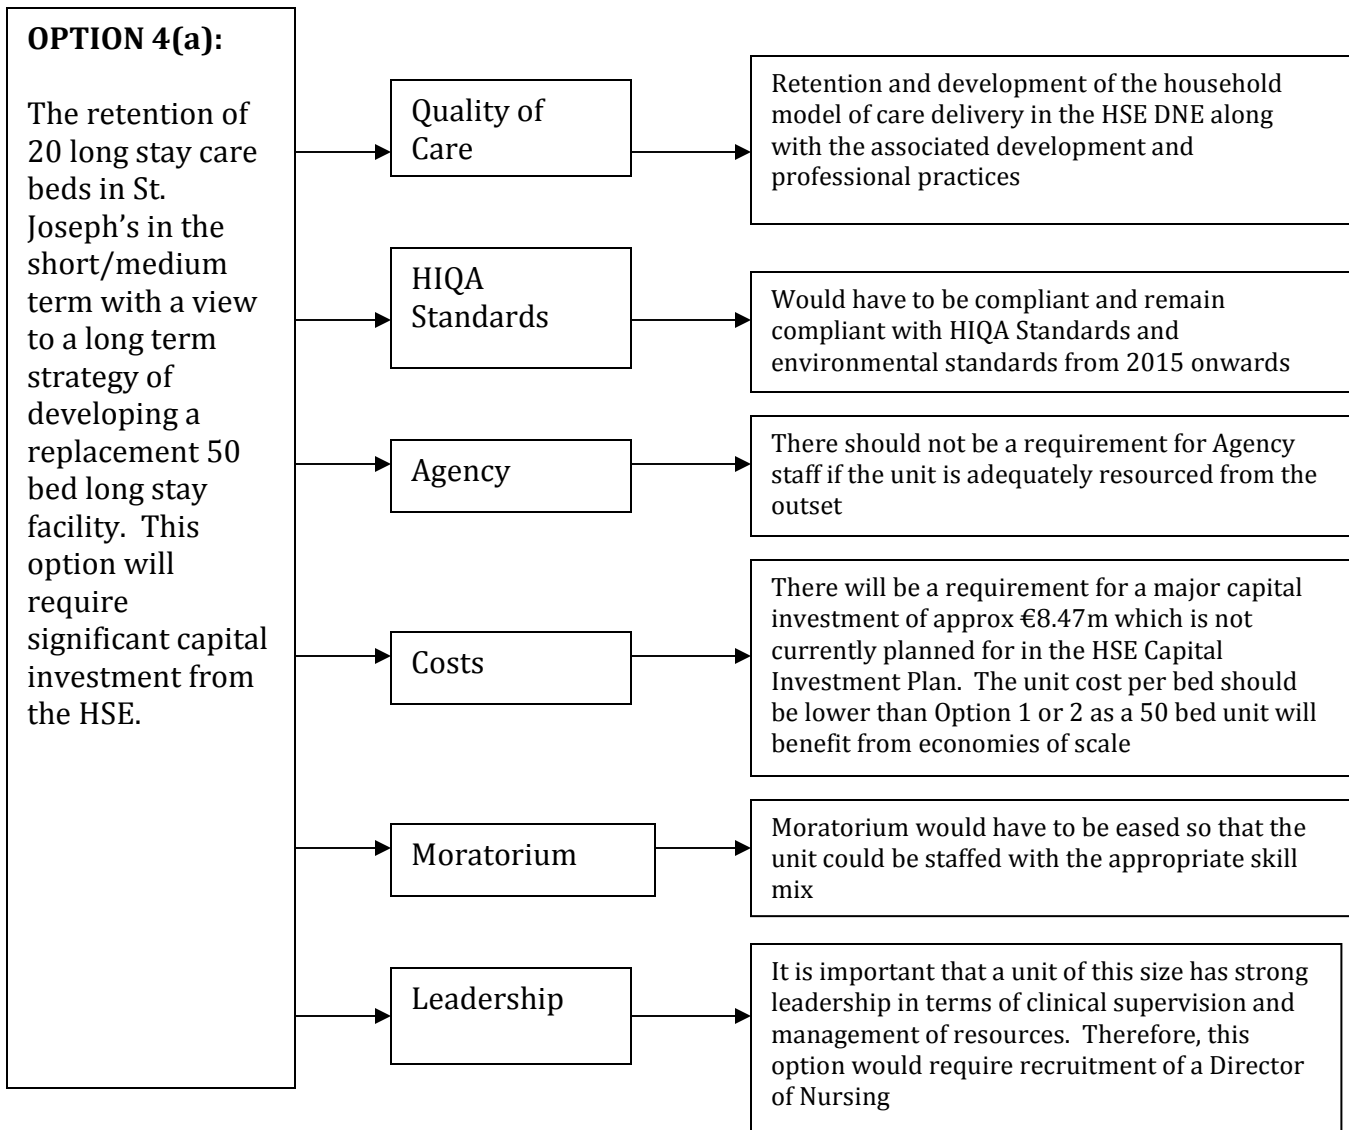 OPTION 4(a):
The retention of
20 long stay care
beds in St.
Joseph’s in the
short/medium
term with a view
to a long term
strategy of
developing a
replacement 50
bed long stay
facility.  This
option will
require
significant capital
investment from
the HSE.
Quality of
Care
Retention and development of the household
model of care delivery in the HSE DNE along
with the associated development and
professional practices
HIQA
Standards
Would have to be compliant and remain
compliant with HIQA Standards and
environmental standards from 2015 onwards
Agency
There should not be a requirement for Agency
staff if the unit is adequately resourced from the
outset
Costs
There will be a requirement for a major capital
investment of approx €8.47m which is not
currently planned for in the HSE Capital
Investment Plan.  The unit cost per bed should
be lower than Option 1 or 2 as a 50 bed unit will
benefit from economies of scale
Moratorium
Moratorium would have to be eased so that the
unit could be staffed with the appropriate skill
mix
Leadership
It is important that a unit of this size has strong
leadership in terms of clinical supervision and
management of resources.  Therefore, this
option would require recruitment of a Director
of Nursing